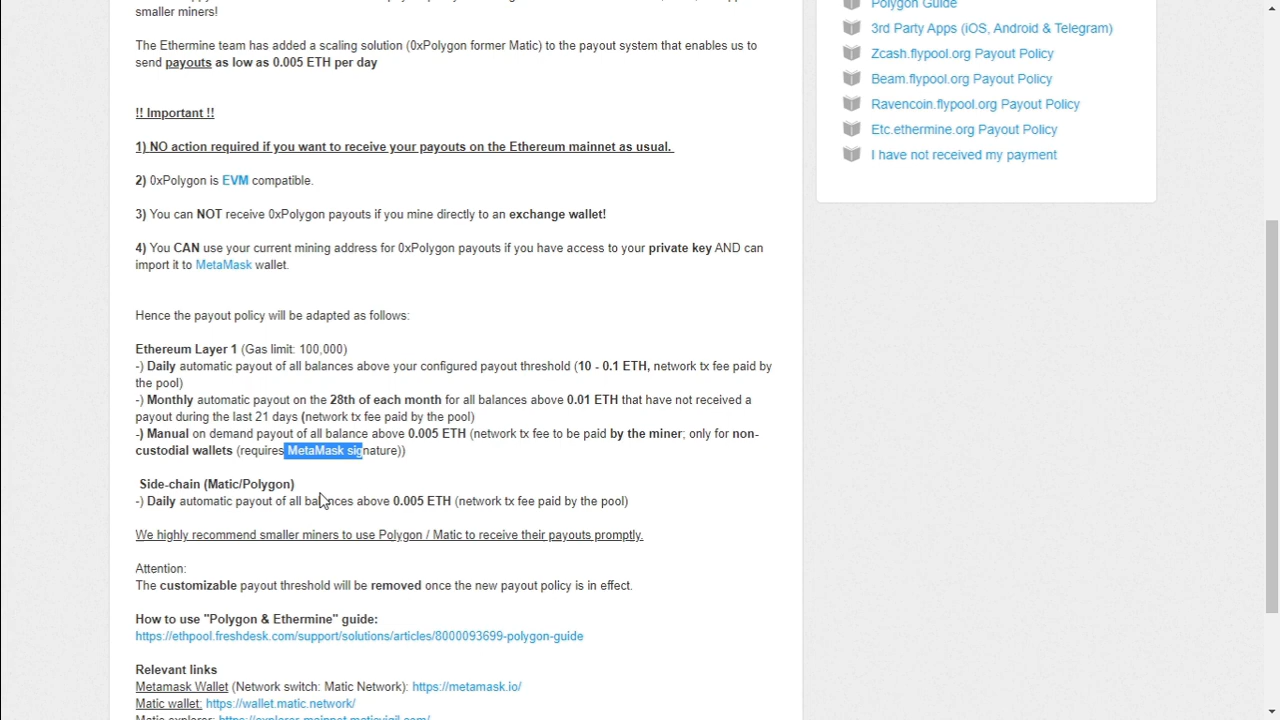 smaller miners!
The Ethermine team has added a scaling solution (0xPolygon former Matic) to the payout system that enables us to
send payouts as low as 0.005 ETH per day
!! Important !!
1) NO action required if you want to receive your payouts on the Ethereum mainnet as usual.
2) 0xPolygon is EVM compatible.
3) You can NOT receive 0xPolygon payouts if you mine directly to an exchange wallet!
4) You CAN use your current mining address for 0xPolygon payouts if you have access to your private key AND can
import it to MetaMask wallet.
Hence the payout policy will be adapted as follows:
Ethereum Layer 1 (Gas limit: 100,000)
-) Daily automatic payout of all balances above your configured payout threshold (10 - 0.1 ETH, network tx fee paid by
the pool)
-) Monthly automatic payout on the 28th of each month for all balances above 0.01 ETH that have not received a
payout during the last 21 days (network tx fee paid by the pool)
-) Manual on demand payout of all balance above 0.005 ETH (network tx fee to be paid by the miner; only for non-
custodial wallets (requires MetaMask signature))
Side-chain (Matic/Polygon)
-) Daily automatic payout of all balances above 0.005 ETH (network tx fee paid by the pool)
We highly recommend smaller miners to use Polygon / Matic to receive their payouts promptly.
Attention:
The customizable payout threshold will be removed once the new payout policy is in effect.
How to use "Polygon & Ethermine" guide:
https://ethpool.freshdesk.com/support/solutions/articles/8000093699-polygon-guide
Relevant links
Metamask Wallet (Network switch: Matic Network): https://metamask.io/
Matic wallet: https://wallet.matic.network/
Matic explorer: https://explorer-mainnet.maticvigil.com/
Polygon Guide
3rd Party Apps (iOS, Android & Telegram)
Zcash.flypool.org Payout Policy
Beam.flypool.org Payout Policy
Ravencoin.flypool.org Payout Policy
Etc.ethermine.org Payout Policy
I have not received my payment